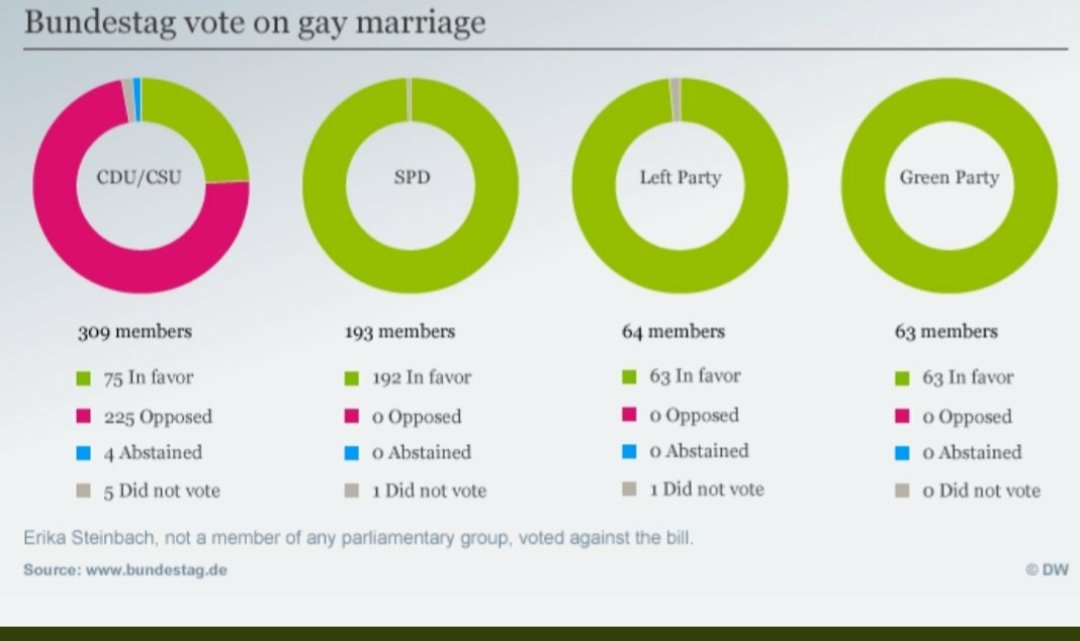 Bundestag vote on gay marriage
CDU/CSU
SPD
Left Party
Green Party
309 members
75 In favor
225 Opposed
4 Abstained
5 Did not vote
193 members
192 In favor
0 Opposed
0 Abstained
1 Did not vote
64 members
63 In favor
0 Opposed
0 Abstained
1 Did not vote
63 members
63 In favor
0 Opposed
0 Abstained
0 Did not vote
Erika Steinbach, not a member of any parliamentary group, voted against the bill.
Source: www.bundestag.de
© DW